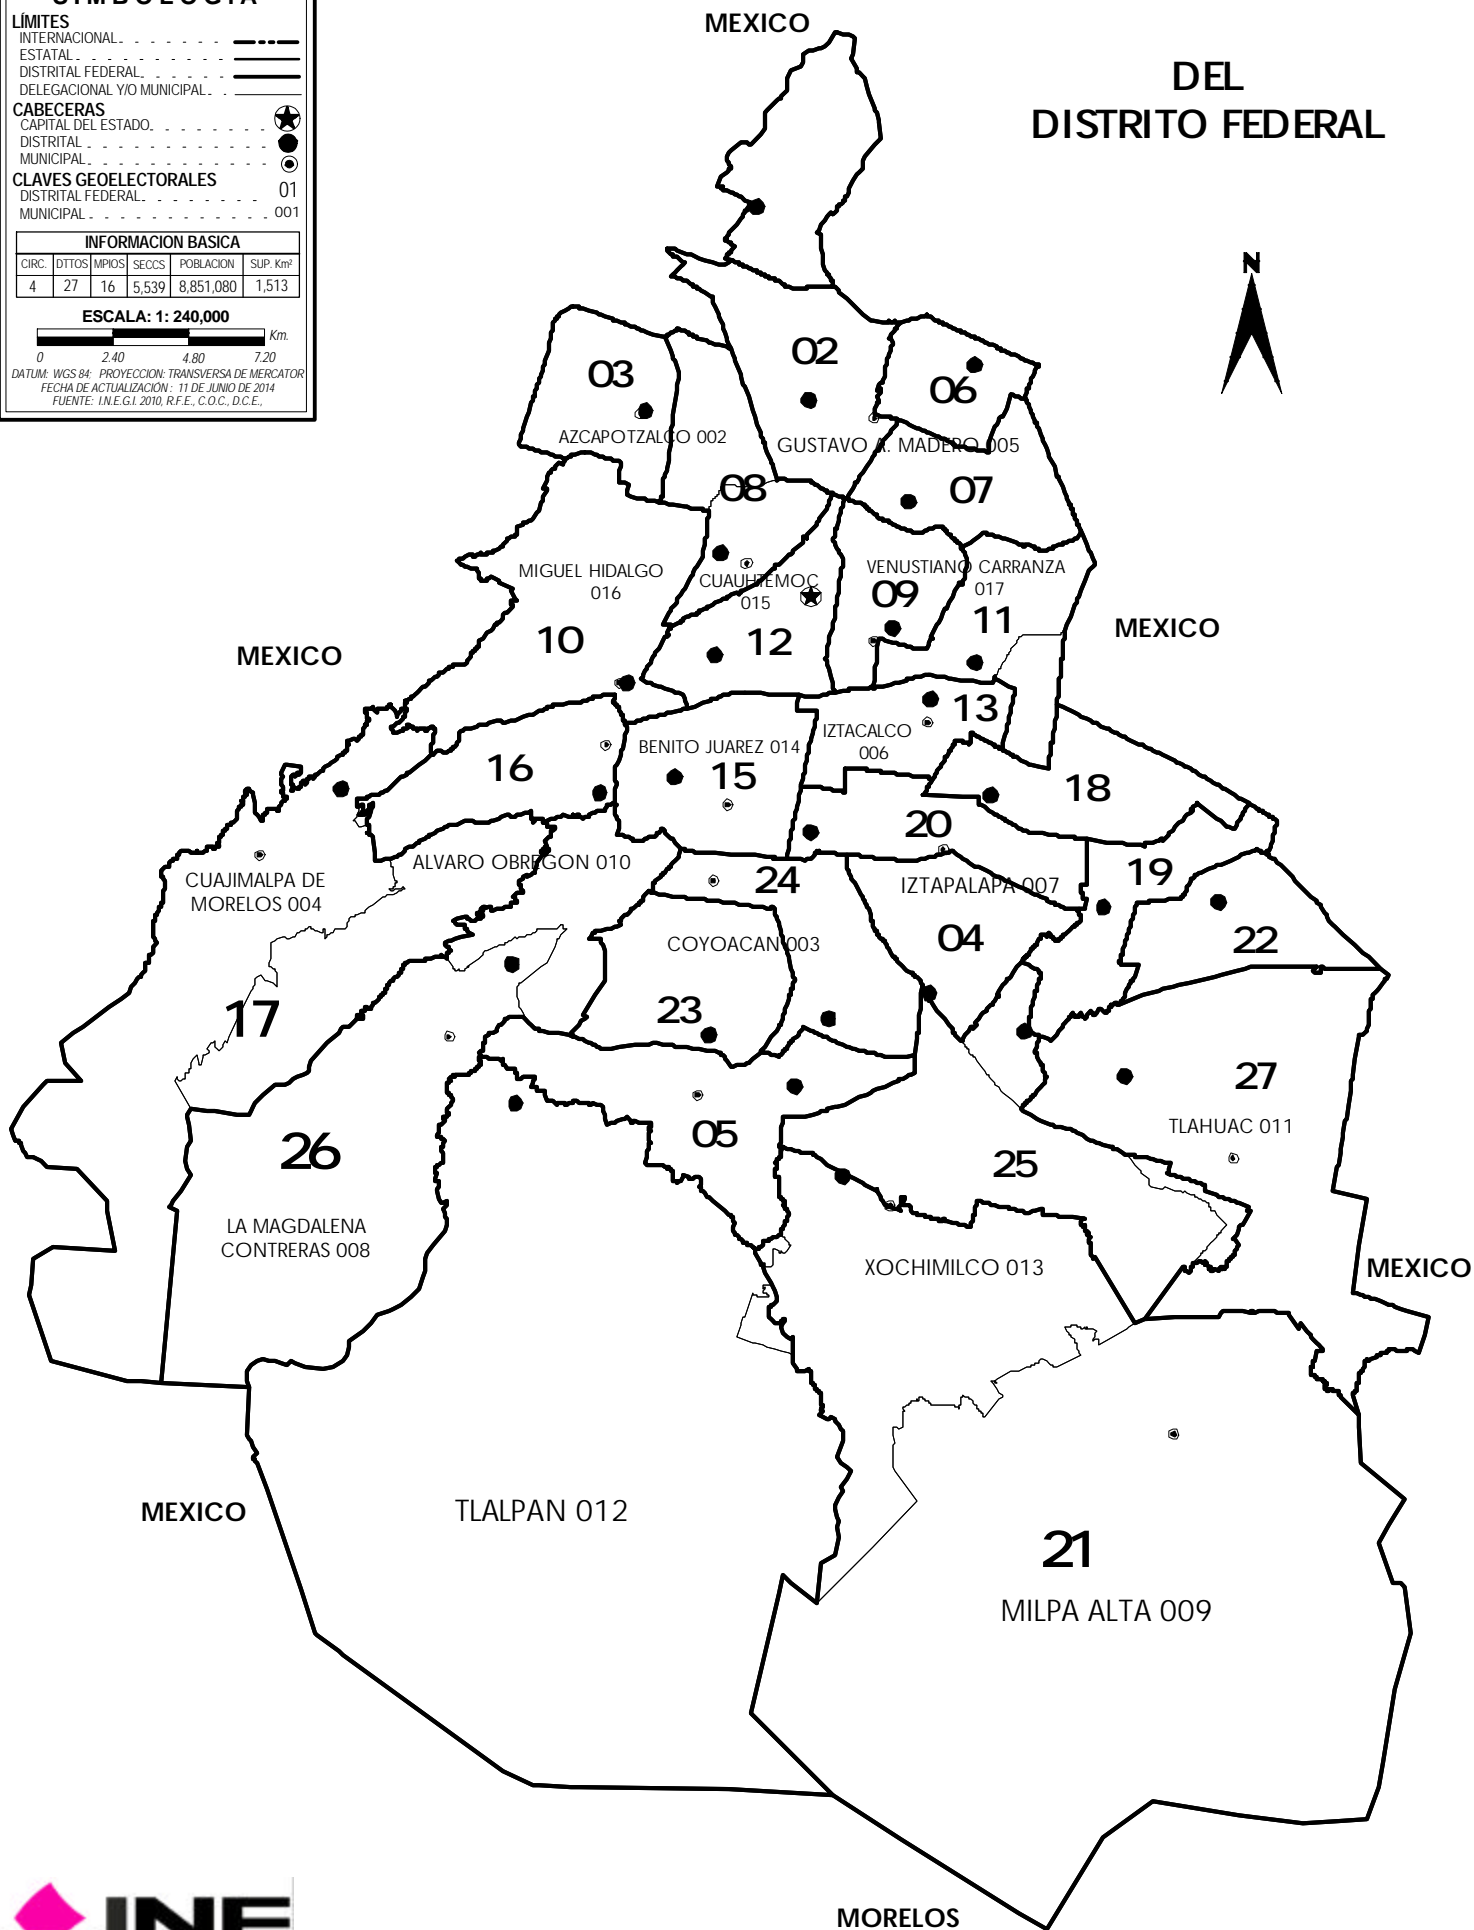 SIMBOLOGIA
LÍMITES
INTERNACIONAL
ESTATAL
DISTRITAL FEDERAL
DELEGACIONAL Y/O MUNICIPAL
CABECERAS
CAPITAL DEL ESTADO
DISTRITAL
MUNICIPAL
CLAVES GEOELECTORALES
DISTRITAL FEDERAL 01
MUNICIPAL 001
INFORMACION BASICA
CIRC. DTTOS MPIOS SECCS POBLACION SUP. Km²
4 27 16 5,539 8,851,080 1,513
ESCALA: 1: 240,000
Km.
0 2.40 4.80 7.20
DATUM: WGS 84; PROYECCION: TRANSVERSA DE MERCATOR
FECHA DE ACTUALIZACIÓN : 11 DE JUNIO DE 2014
FUENTE: I.N.E.G.I. 2010, R.F.E., C.O.C., D.C.E.,
MEXICO
DEL
DISTRITO FEDERAL
N
02
03
06
AZCAPOTZALCO 002
GUSTAVO A. MADERO 005
08
07
MIGUEL HIDALGO
016
CUAUHTEMOC
015
VENUSTIANO CARRANZA
017
09
11
10
12
MEXICO
MEXICO
13
IZTACALCO
006
BENITO JUAREZ 014
16
15
18
20
ALVARO OBREGON 010
CUAJIMALPA DE
MORELOS 004
24
IZTAPALAPA 007
19
COYOACAN 003
04
22
17
23
27
TLAHUAC 011
05
26
25
LA MAGDALENA
CONTRERAS 008
XOCHIMILCO 013
MEXICO
MEXICO
TLALPAN 012
21
MILPA ALTA 009
INE
MORELOS